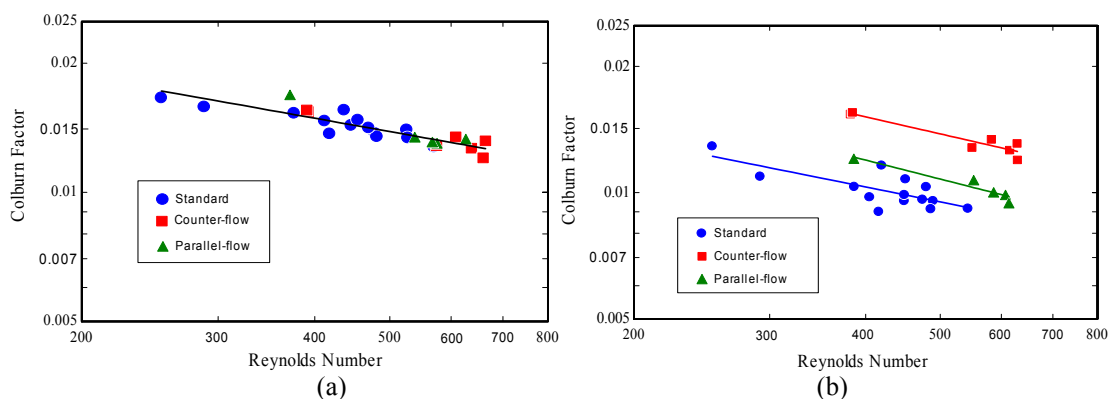 0.025
0.02
0.015
0.01
0.007
0.005
Colburn Factor
Standard
Counter-flow
Parallel-flow
200
300
400
500
600
700
800
Reynolds Number
(a)
0.025
0.02
0.015
0.01
0.007
0.005
Colburn Factor
Standard
Counter-flow
Parallel-flow
200
300
400
500
600
700
800
Reynolds Number
(b)